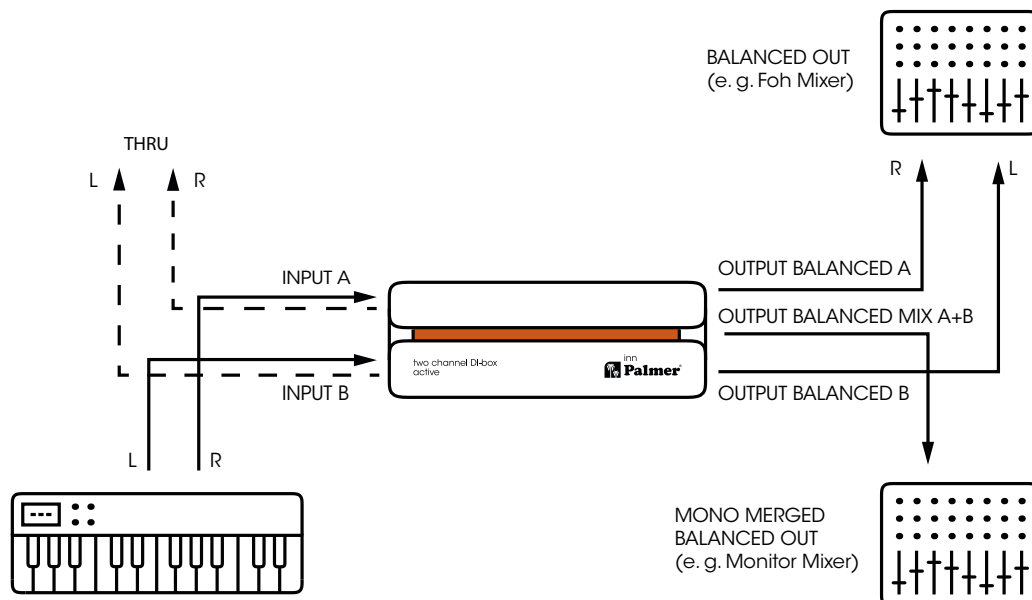 BALANCED OUT
(e. g. Foh Mixer)
THRU
L
R
R
L
INPUT A
OUTPUT BALANCED A
OUTPUT BALANCED MIX A+B
two channel DI-box
active
inn
Palmer
INPUT B
OUTPUT BALANCED B
L
R
---
MONO MERGED
BALANCED OUT
(e. g. Monitor Mixer)